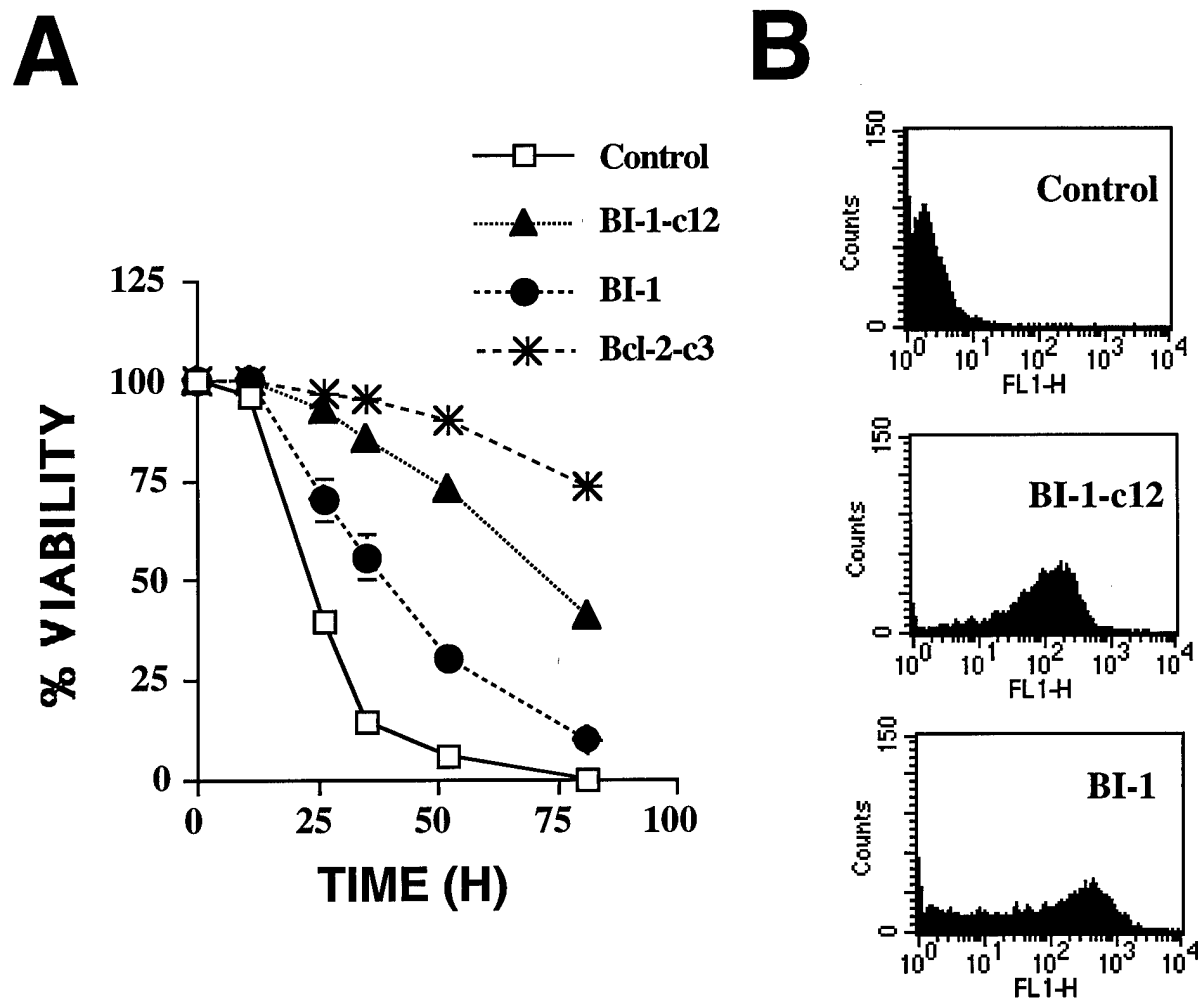 A
B
Control
BI-1-c12
BI-1
Bcl-2-c3
125
100
75
50
25
0
% VIABILITY
0
25
50
75
100
TIME (H)
150
Counts
0
Control
10^0
10^1
10^2
10^3
10^4
FL1-H
150
Counts
0
BI-1-c12
10^0
10^1
10^2
10^3
10^4
FL1-H
150
Counts
0
BI-1
10^0
10^1
10^2
10^3
10^4
FL1-H